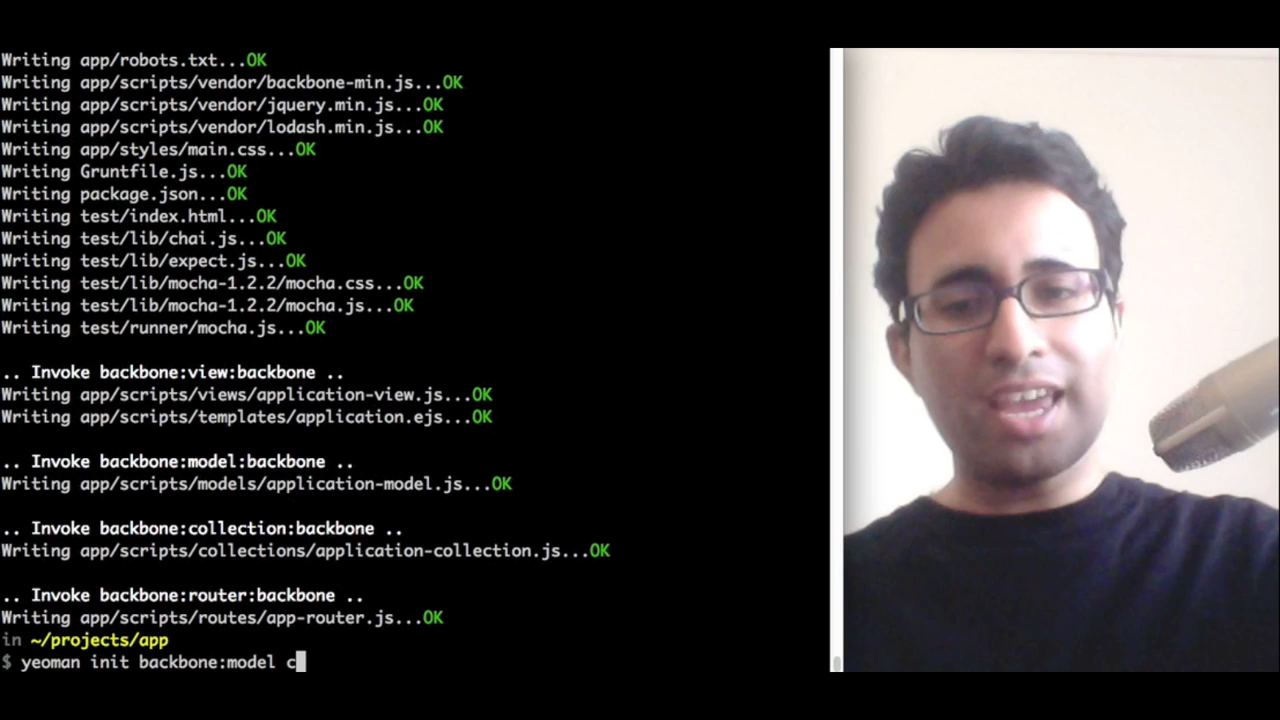 Writing app/robots.txt...OK
Writing app/scripts/vendor/backbone-min.js...OK
Writing app/scripts/vendor/jquery.min.js...OK
Writing app/scripts/vendor/lodash.min.js...OK
Writing app/styles/main.css...OK
Writing Gruntfile.js...OK
Writing package.json...OK
Writing test/index.html...OK
Writing test/lib/chai.js...OK
Writing test/lib/expect.js...OK
Writing test/lib/mocha-1.2.2/mocha.css...OK
Writing test/lib/mocha-1.2.2/mocha.js...OK
Writing test/runner/mocha.js...OK
.. Invoke backbone:view:backbone ..
Writing app/scripts/views/application-view.js...OK
Writing app/scripts/templates/application.ejs...OK
.. Invoke backbone:model:backbone ..
Writing app/scripts/models/application-model.js...OK
.. Invoke backbone:collection:backbone ..
Writing app/scripts/collections/application-collection.js...OK
.. Invoke backbone:router:backbone ..
Writing app/scripts/routes/app-router.js...OK
in ~/projects/app
$ yeoman init backbone:model c